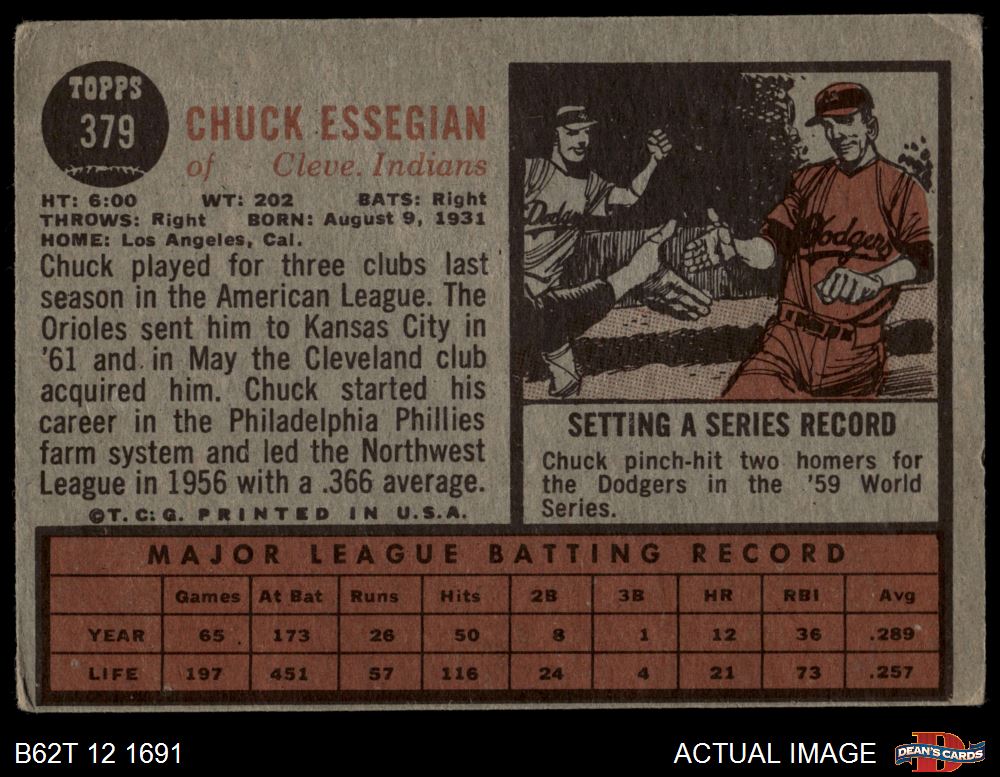 TOPPS
379
CHUCK ESSEGIAN
of Cleve. Indians
HT: 6:00 WT: 202 BATS: Right
THROWS: Right BORN: August 9, 1931
HOME: Los Angeles, Cal.
Chuck played for three clubs last
season in the American League. The
Orioles sent him to Kansas City in
'61 and in May the Cleveland club
acquired him. Chuck started his
career in the Philadelphia Phillies
farm system and led the Northwest
League in 1956 with a .366 average.
©T. C. G. PRINTED IN U.S.A.
Dodgers
SETTING A SERIES RECORD
Chuck pinch-hit two homers for
the Dodgers in the '59 World
Series.
MAJOR LEAGUE BATTING RECORD
Games At Bat Runs Hits 2B 3B HR RBI Avg
YEAR 65 173 26 50 8 1 12 36 .289
LIFE 197 451 57 116 24 4 21 73 .257
B62T 12 1691
ACTUAL IMAGE
DEAN'S CARDS